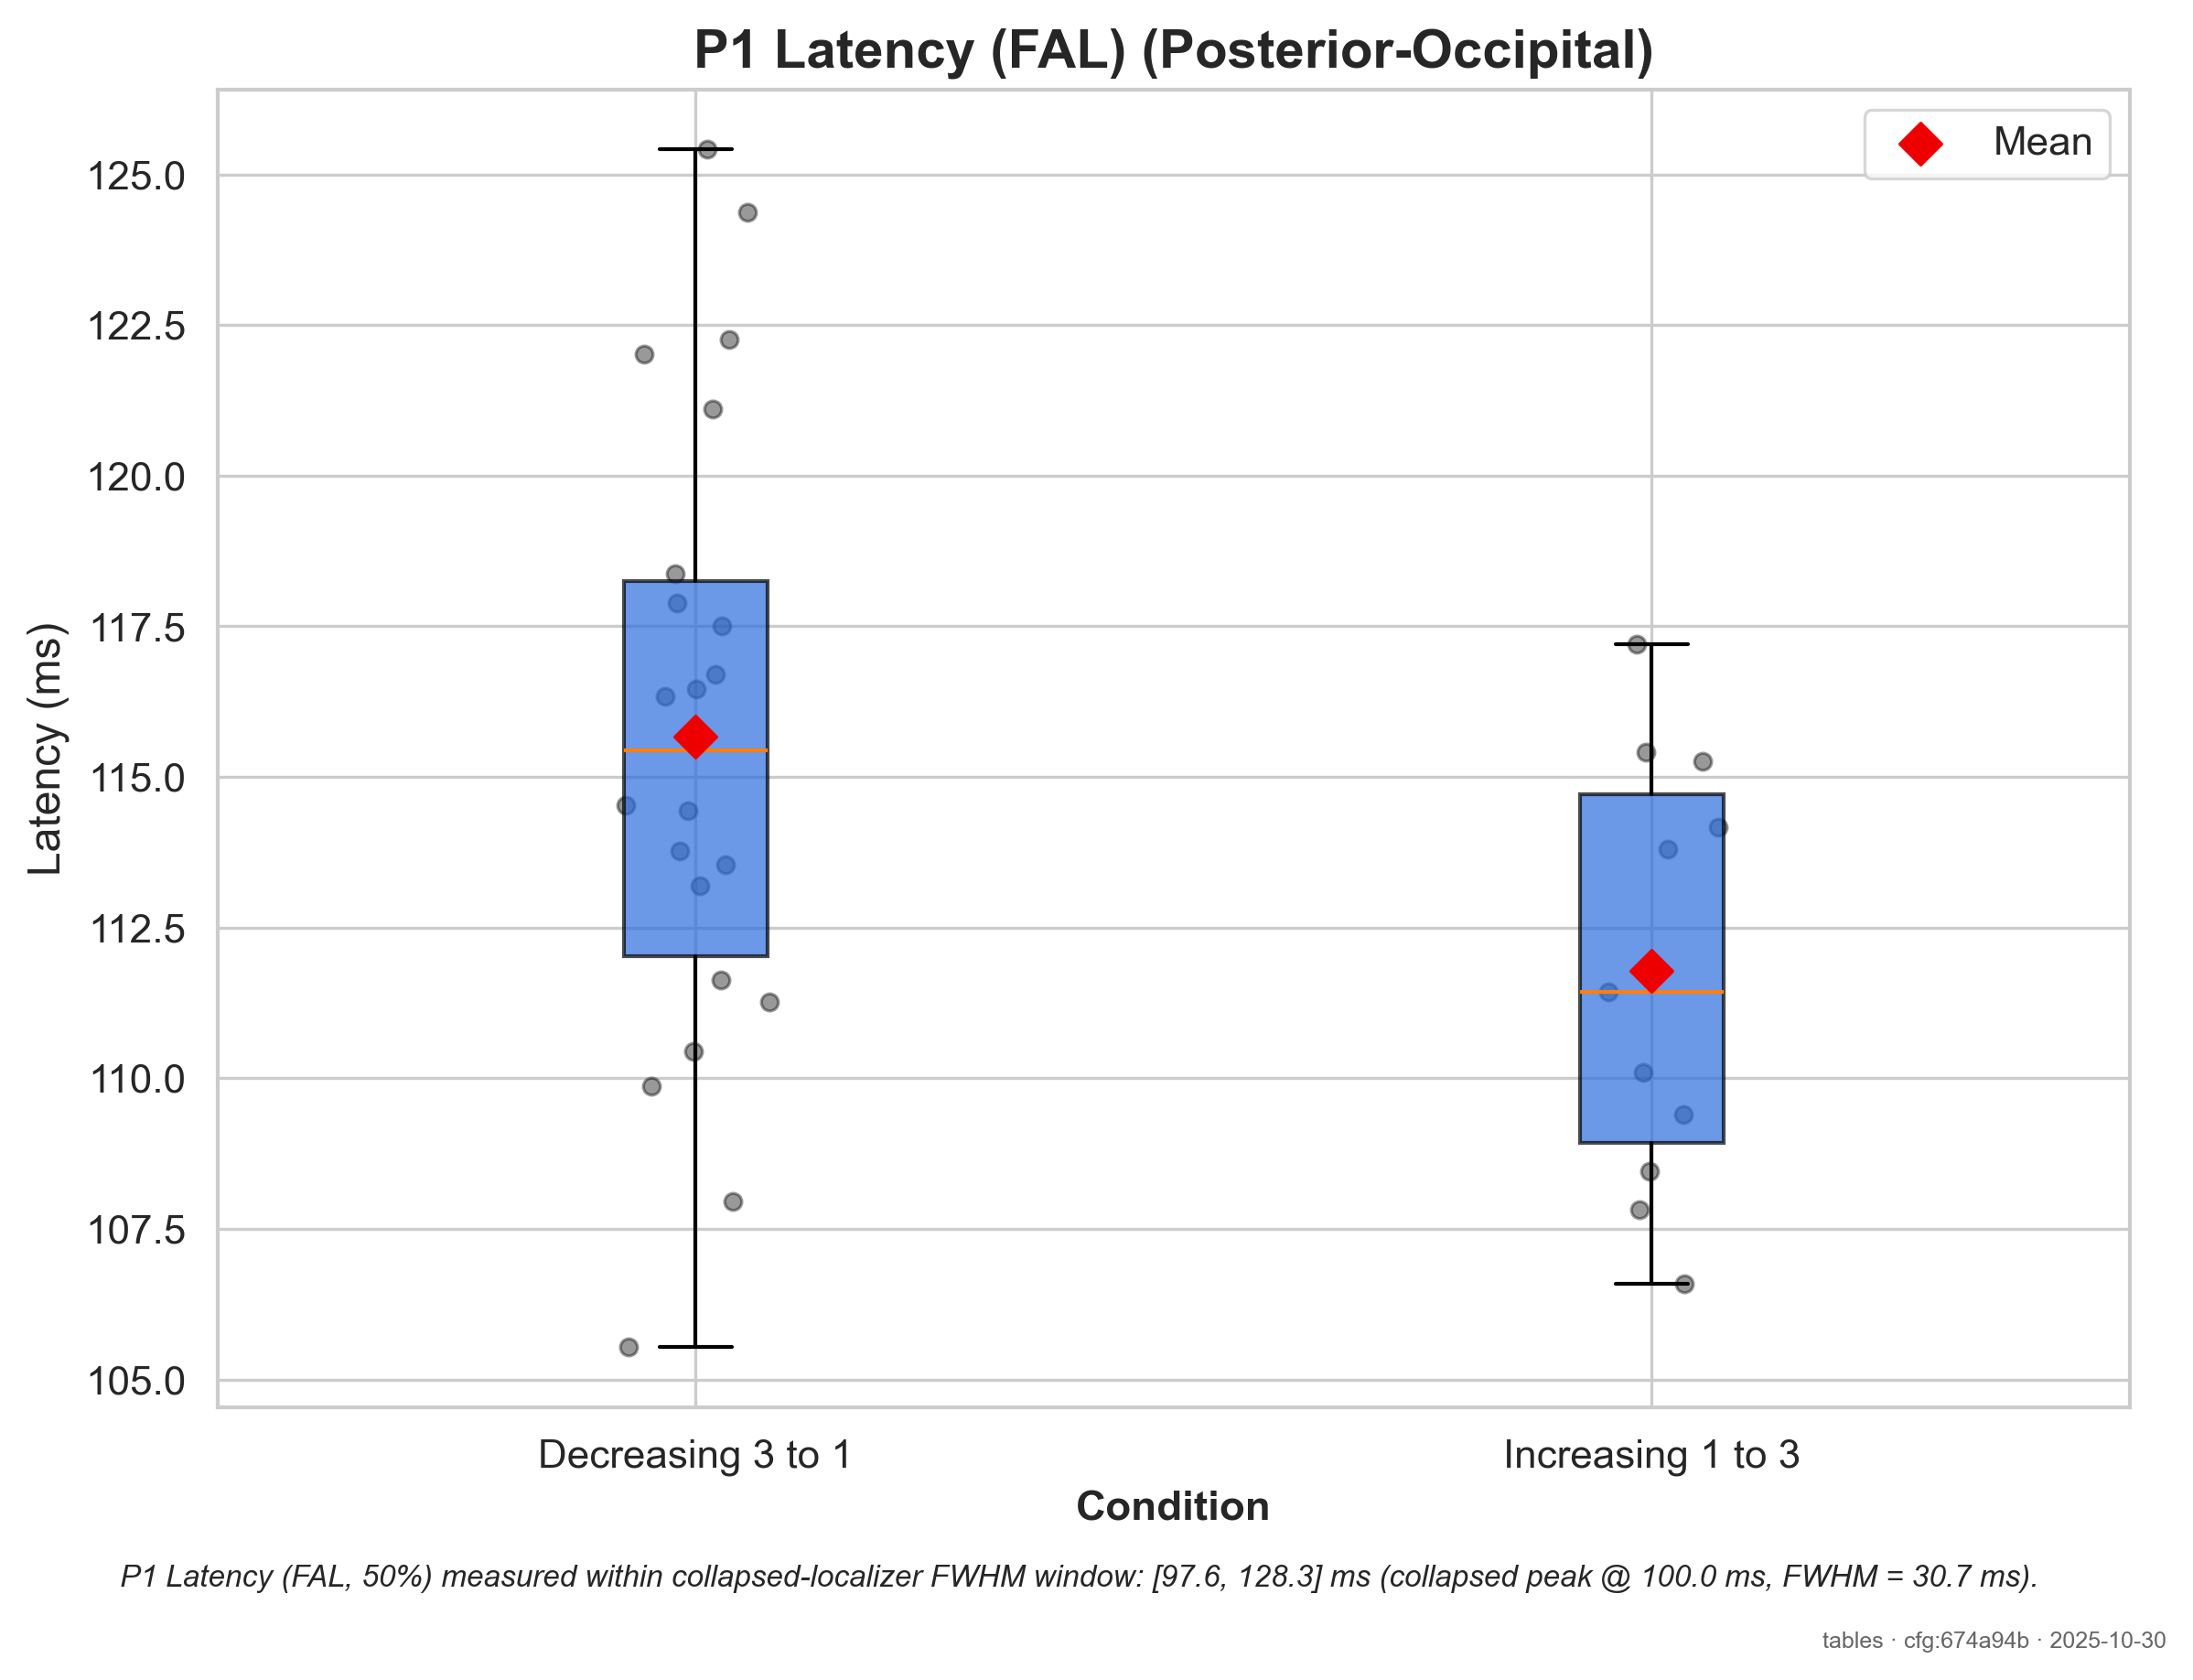 P1 Latency (FAL) (Posterior-Occipital)
Mean
125.0
122.5
120.0
117.5
115.0
112.5
110.0
107.5
105.0
Latency (ms)
Decreasing 3 to 1
Increasing 1 to 3
Condition
P1 Latency (FAL, 50%) measured within collapsed-localizer FWHM window: [97.6, 128.3] ms (collapsed peak @ 100.0 ms, FWHM = 30.7 ms).
tables · cfg:674a94b · 2025-10-30